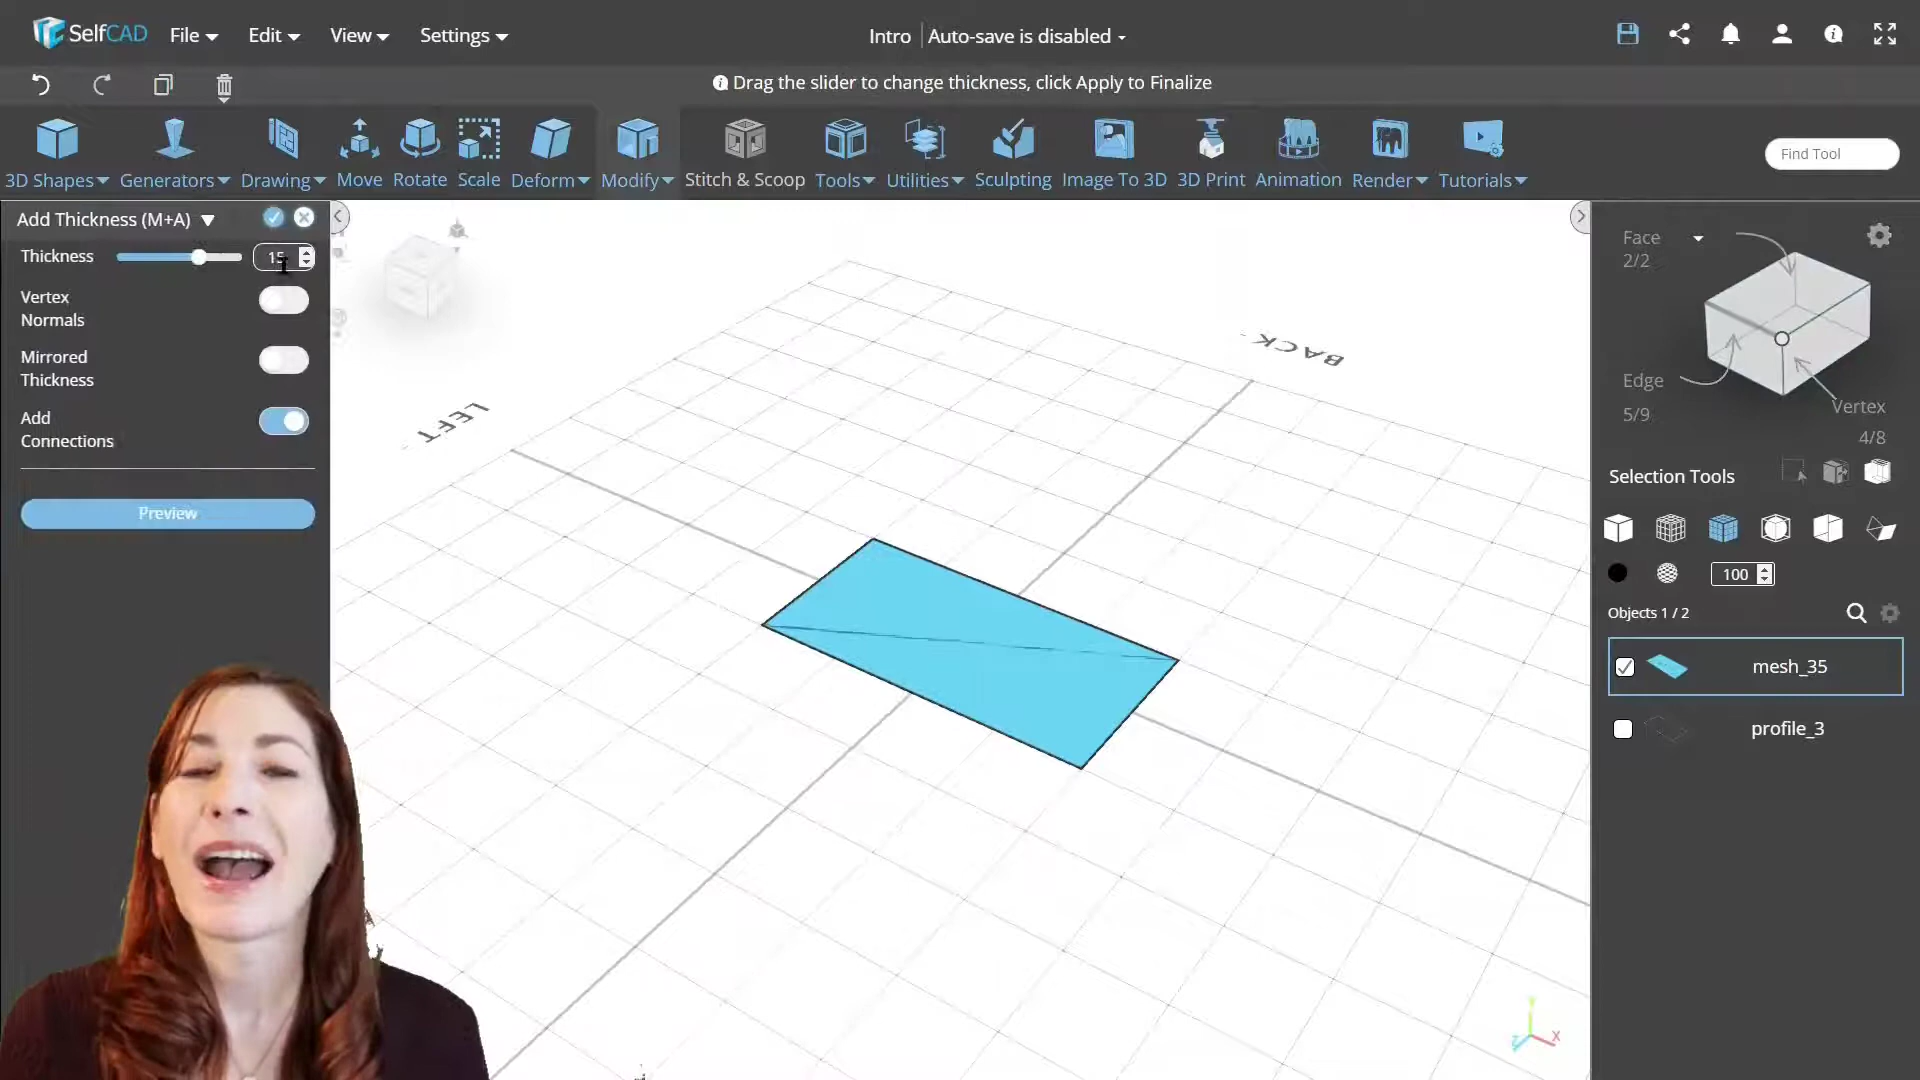 SelfCAD File Edit View Settings
Intro Auto-save is disabled
Drag the slider to change thickness, click Apply to Finalize
3D Shapes Generators Drawing Move Rotate Scale Deform Modify Stitch & Scoop Tools Utilities Sculpting Image To 3D 3D Print Animation Render Tutorials
Find Tool
Add Thickness (M+A)
Thickness 15
Vertex
Normals
Mirrored
Thickness
Add
Connections
Preview
LEFT
BACK
Face
2/2
Edge
5/9
Vertex
4/8
Selection Tools
100
Objects 1 / 2
mesh_35
profile_3
Y
X